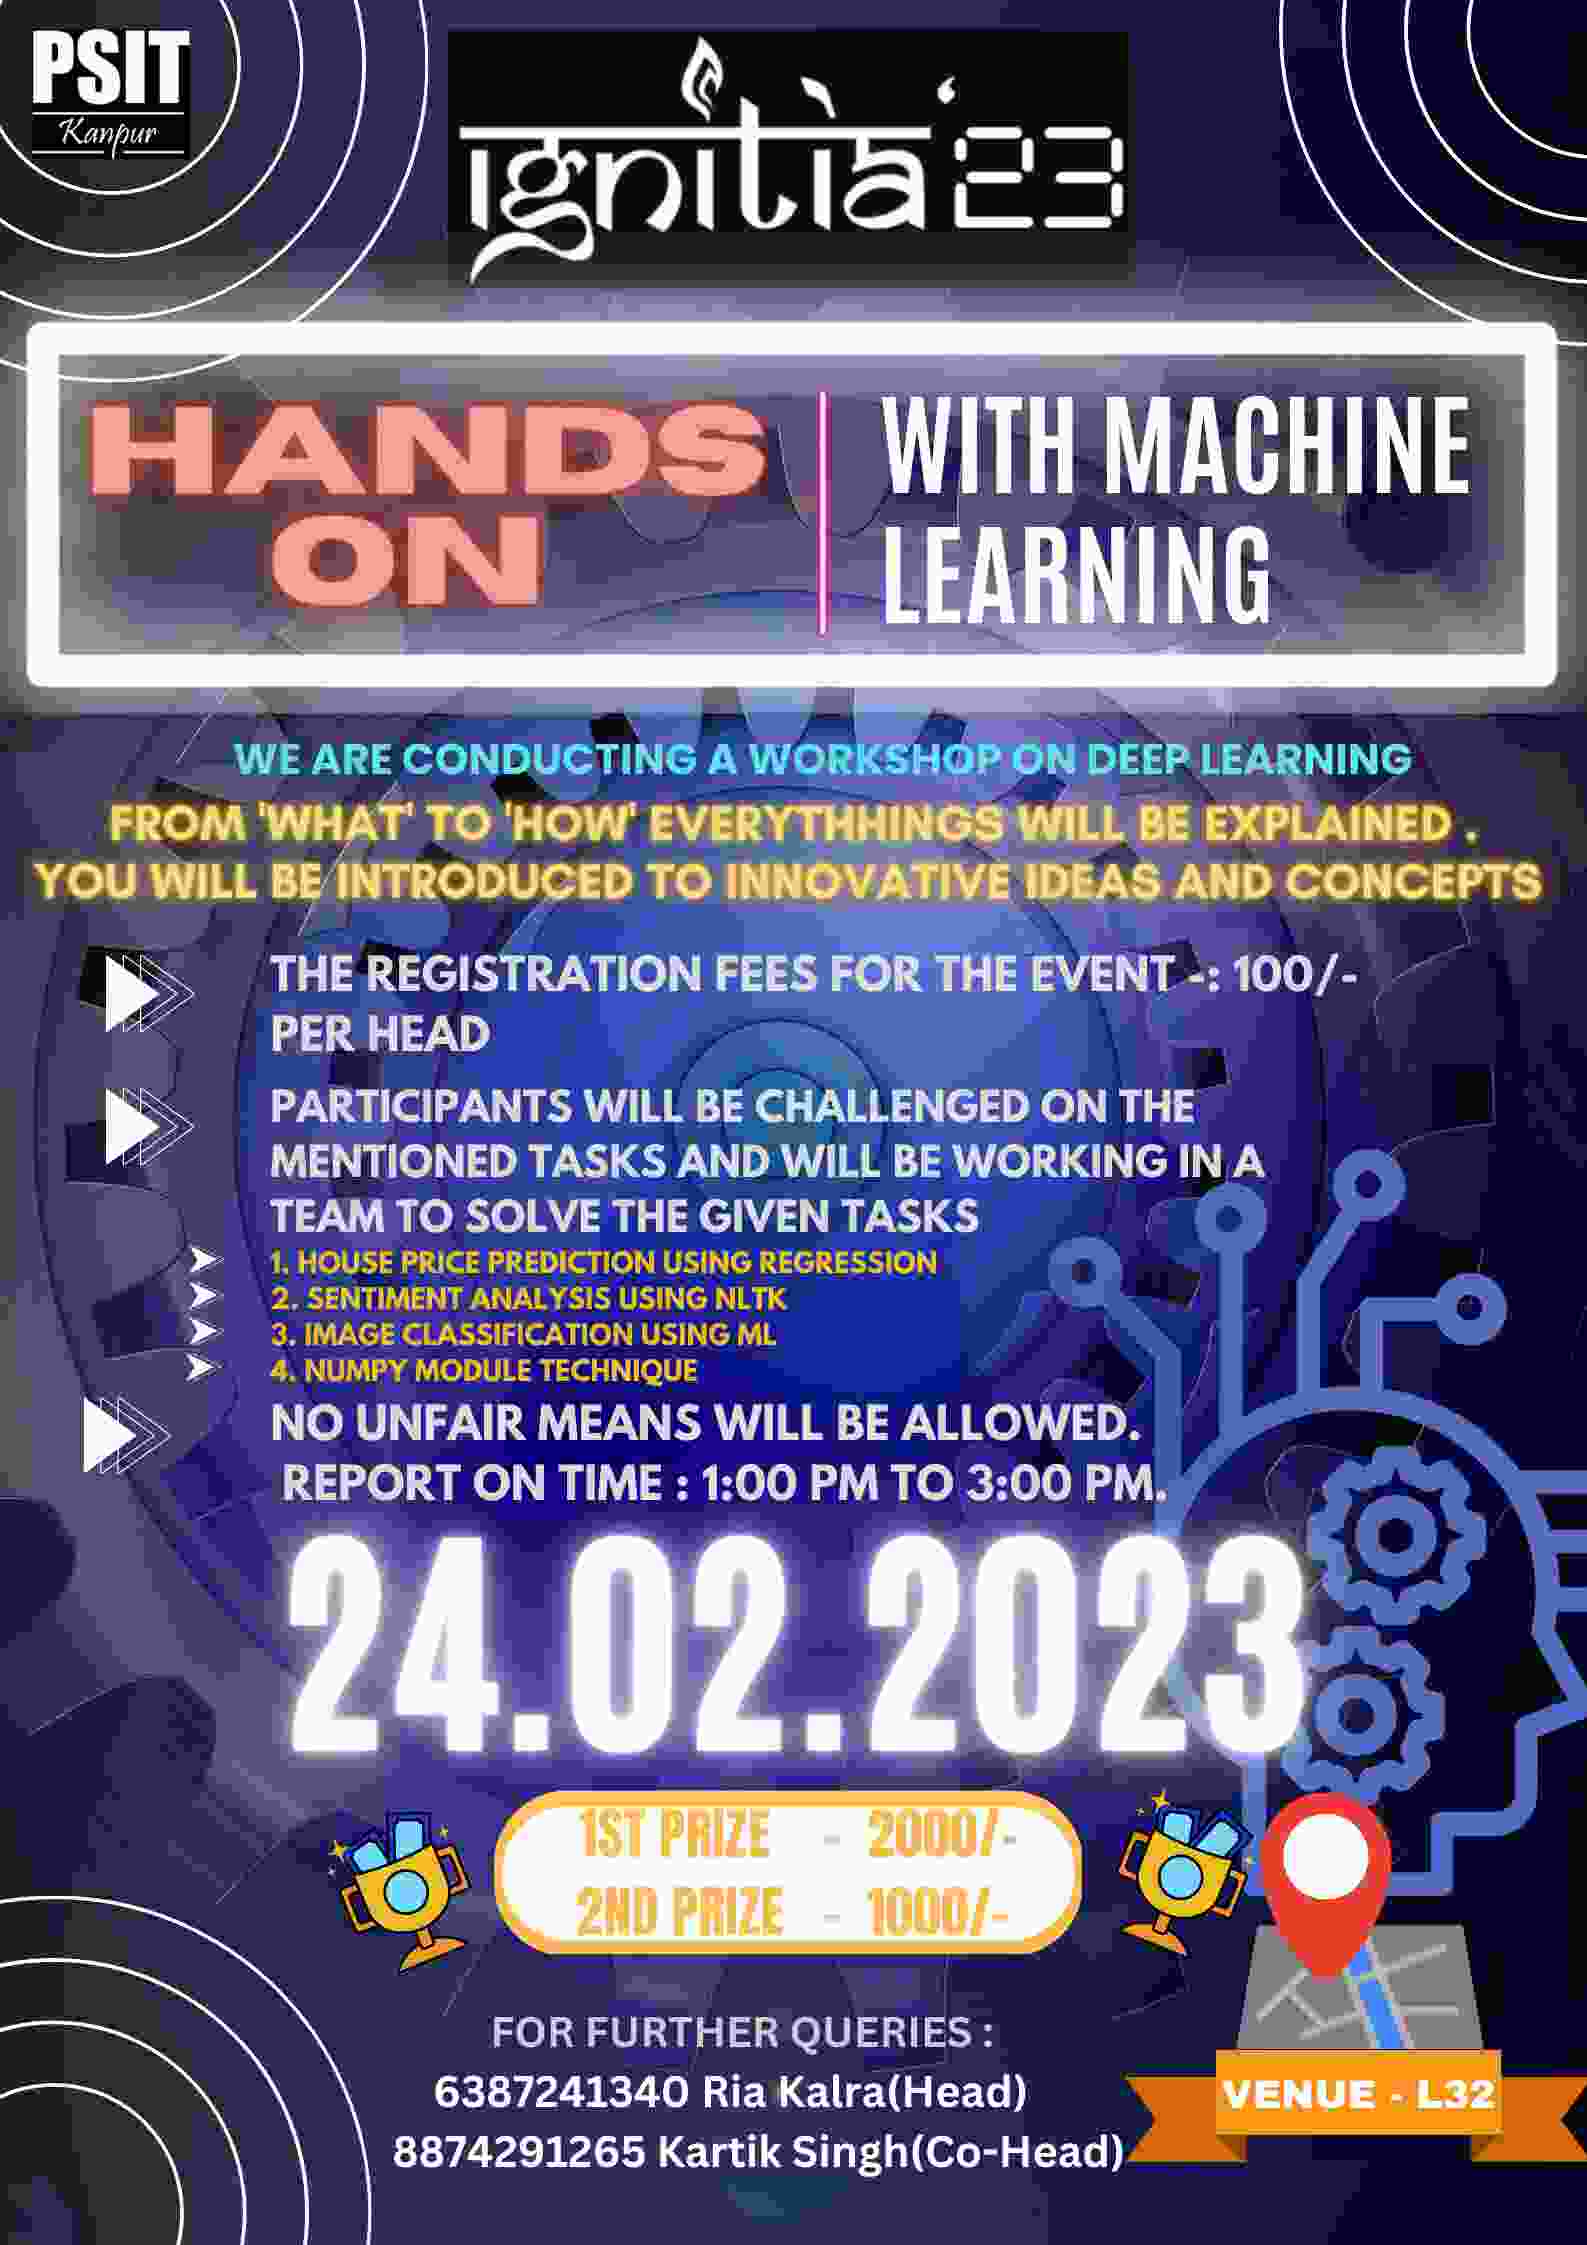 PSIT
Kanpur
ignitia'23
HANDS
ON
WITH MACHINE
LEARNING
WE ARE CONDUCTING A WORKSHOP ON DEEP LEARNING
FROM 'WHAT' TO 'HOW' EVERYTHHINGS WILL BE EXPLAINED .
YOU WILL BE INTRODUCED TO INNOVATIVE IDEAS AND CONCEPTS
THE REGISTRATION FEES FOR THE EVENT -: 100/-
PER HEAD
PARTICIPANTS WILL BE CHALLENGED ON THE
MENTIONED TASKS AND WILL BE WORKING IN A
TEAM TO SOLVE THE GIVEN TASKS
1. HOUSE PRICE PREDICTION USING REGRESSION
2. SENTIMENT ANALYSIS USING NLTK
3. IMAGE CLASSIFICATION USING ML
4. NUMPY MODULE TECHNIQUE
NO UNFAIR MEANS WILL BE ALLOWED.
REPORT ON TIME : 1:00 PM TO 3:00 PM.
24.02.2023
1ST PRIZE - 2000/-
2ND PRIZE - 1000/-
FOR FURTHER QUERIES :
6387241340 Ria Kalra(Head)
8874291265 Kartik Singh(Co-Head)
VENUE - L32